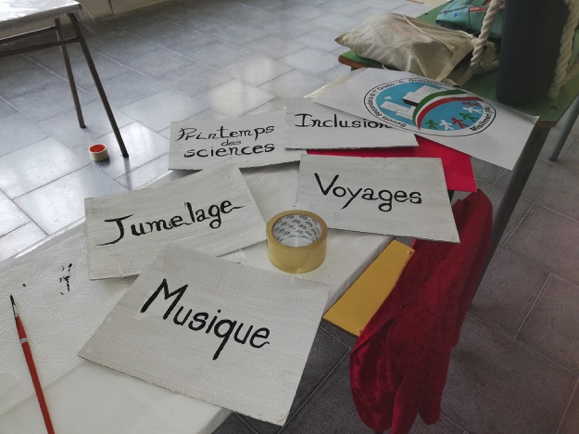 Printemps
des
sciences
Inclusion
Voyages
Jumelage
Musique